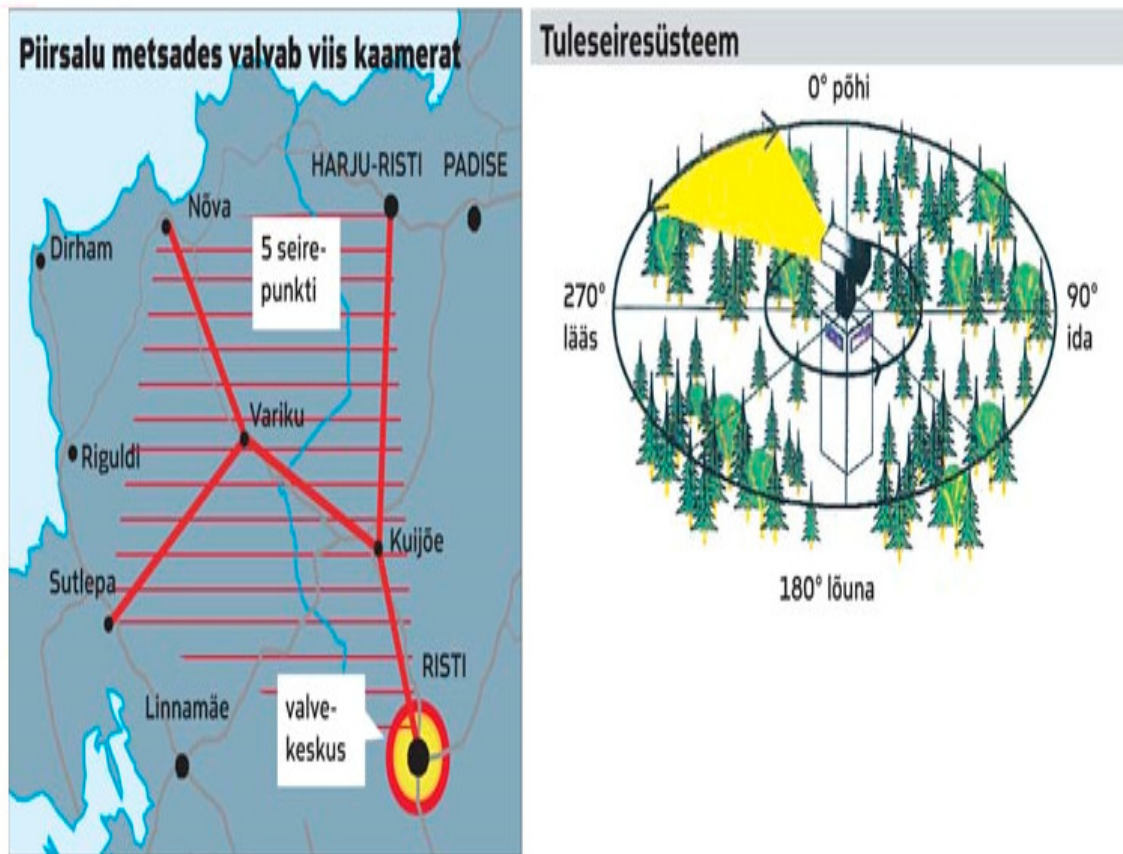 Piirsalu metsades valvab viis kaamerat
HARJU-RISTI
PADISE
Nõva
Dirham
5 seire-
punkti
Variku
Riguldi
Kuijõe
Sutlepa
RISTI
Linnamäe
valve-
keskus
Tuleseiresüsteem
0° põhi
270°
lääs
90°
ida
180° lõuna